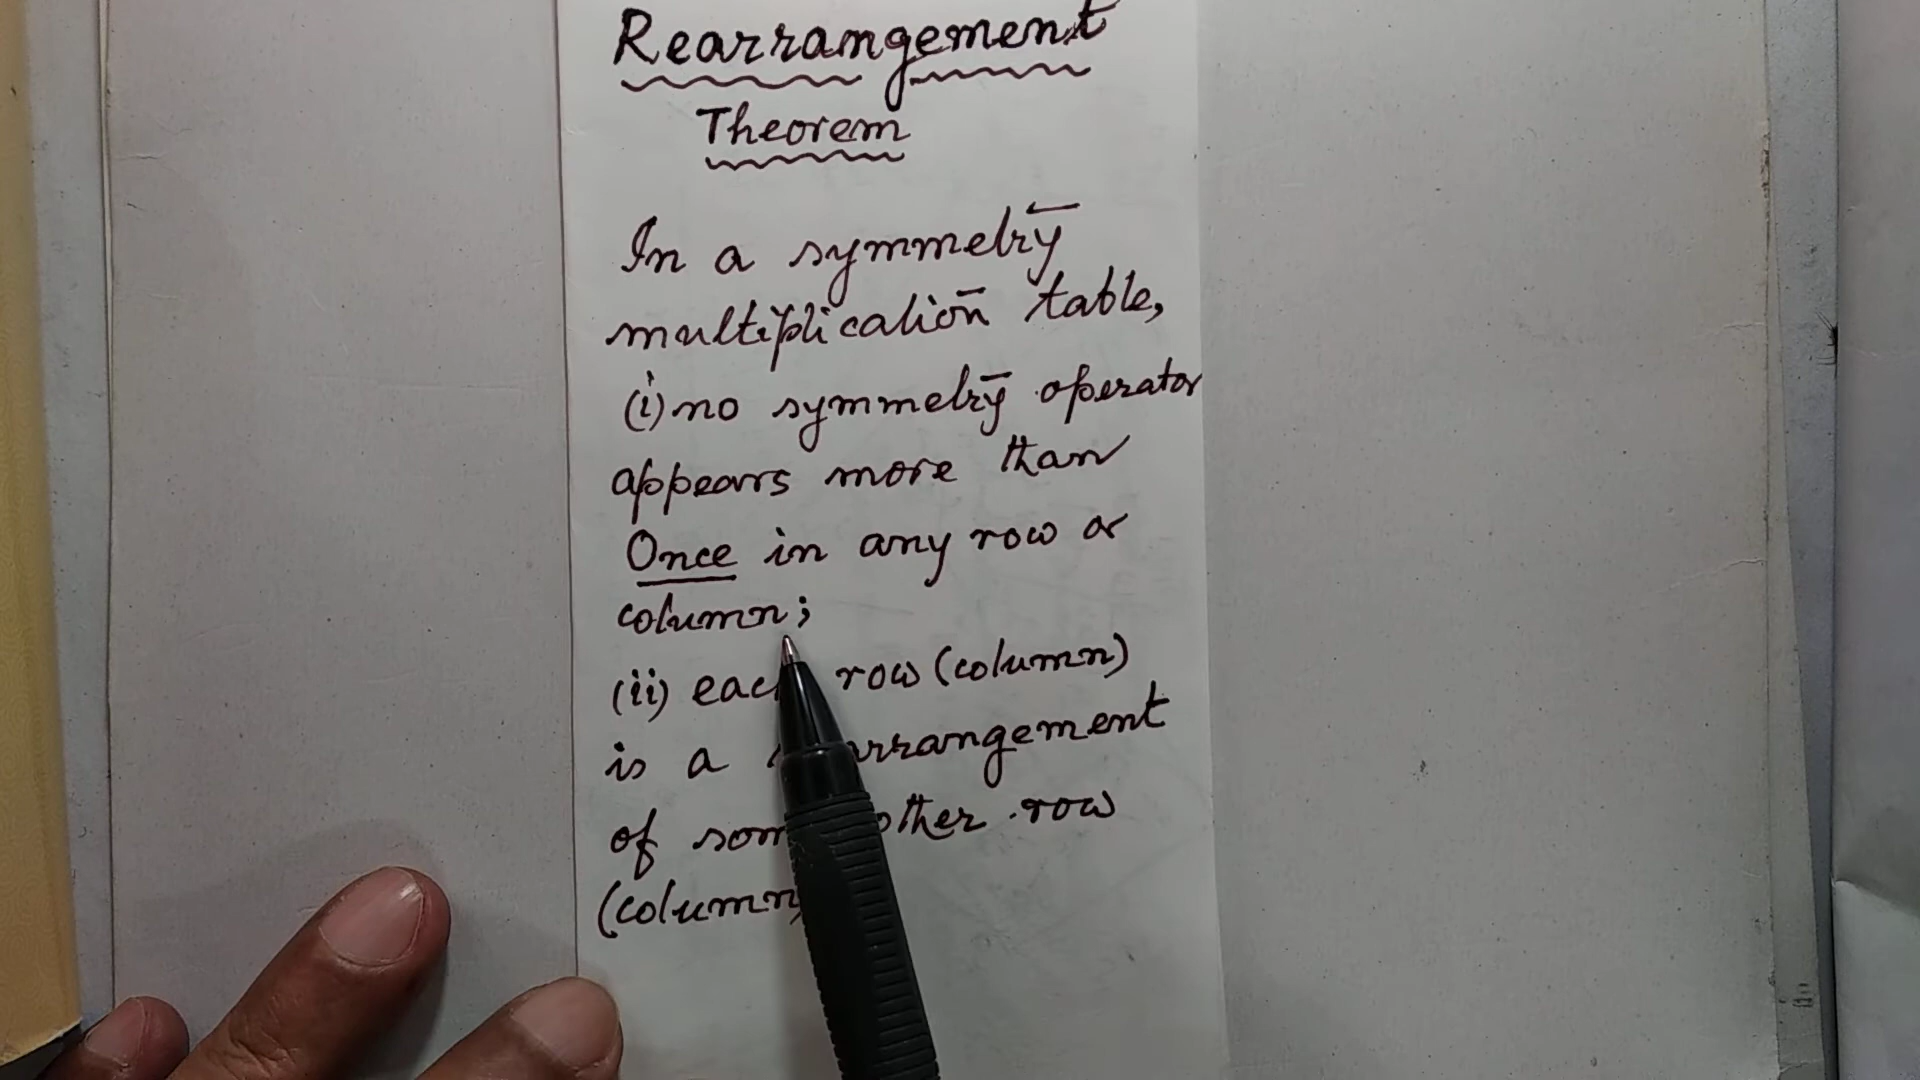 Rearrangement
Theorem
In a symmetry
multiplication table,
(i) no symmetry operator
appears more than
Once in any row or
column;
(ii) each row (column)
is a rearrangement
of some other row
(column)